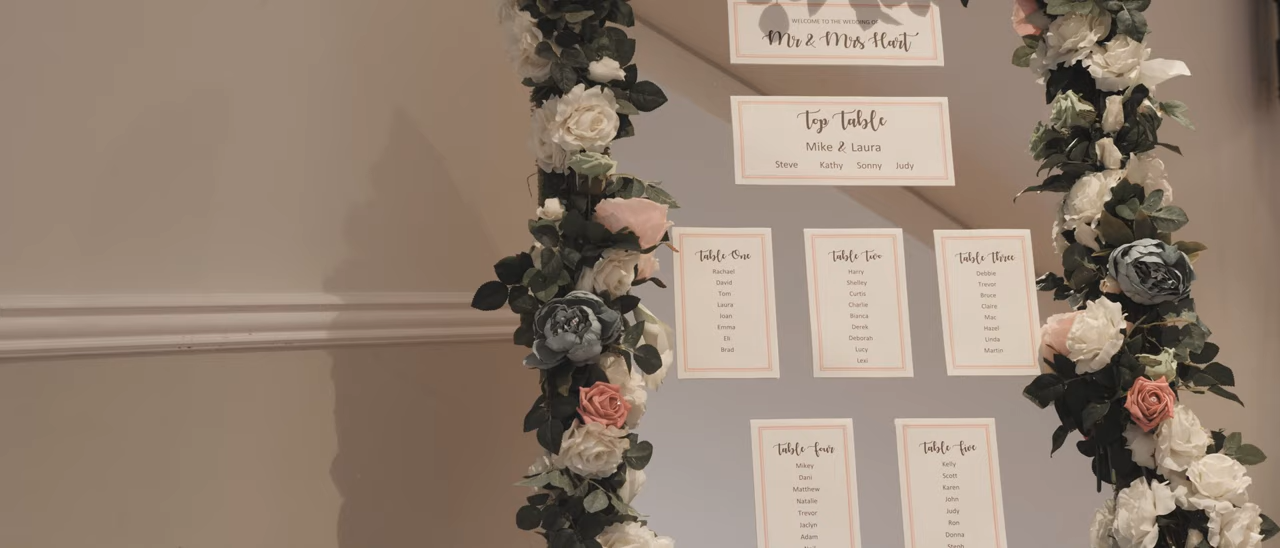 WELCOME TO THE WEDDING OF
Mr & Mrs Hart
Top Table
Mike & Laura
Steve Kathy Sonny Judy
Table One
Rachael
David
Tom
Laura
Joan
Emma
Eli
Brad
Table Two
Harry
Shelley
Curtis
Charlie
Bianca
Derek
Deborah
Lucy
Lexi
Table Three
Debbie
Trevor
Bruce
Claire
Mac
Hazel
Linda
Martin
Table four
Mikey
Dani
Matthew
Natalie
Trevor
Jaclyn
Adam
Table five
Kelly
Scott
Karen
John
Judy
Ron
Donna
Steph